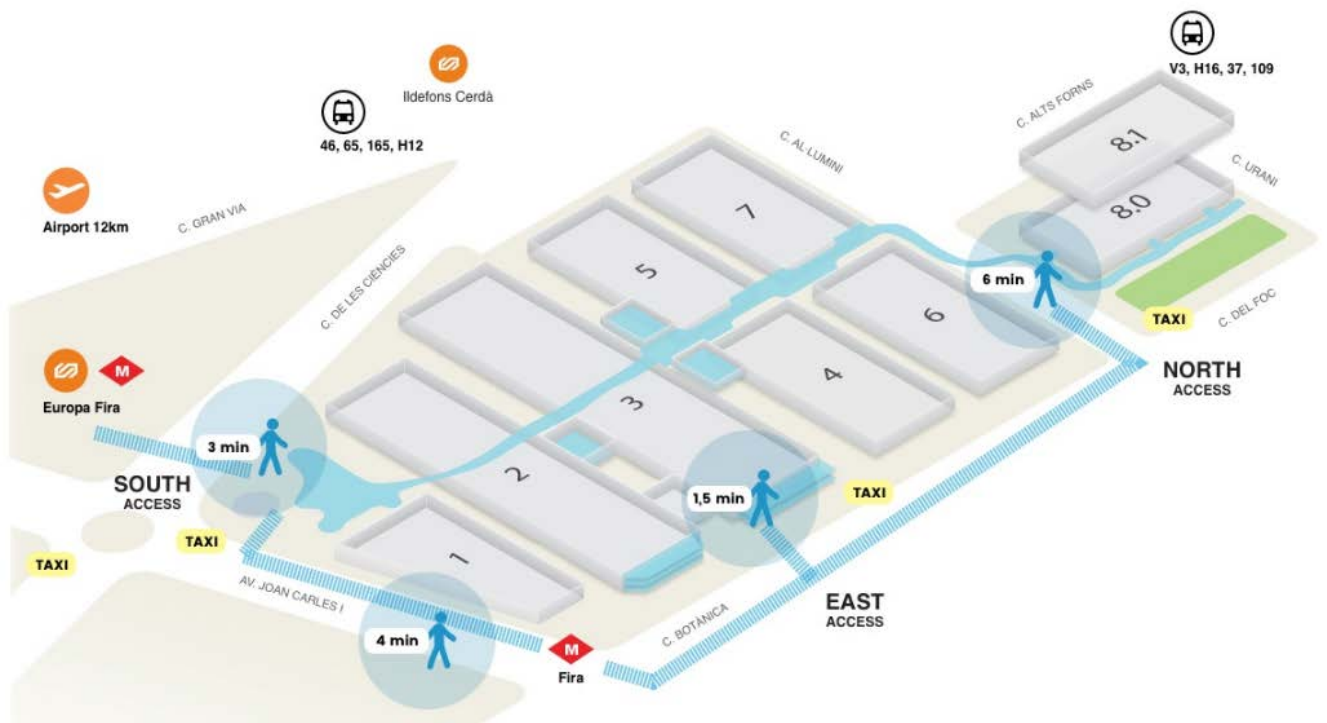 V3, H16, 37, 109
Ildefons Cerdà
46, 65, 165, H12
Airport 12km
C. GRAN VIA
C. DE LES CIÈNCIES
C. AL·LUMINI
C. ALTS FORNS
C. URANI
C. DEL FOC
8.1
8.0
7
5
6
4
3
2
1
6 min
TAXI
NORTH
ACCESS
M
Europa Fira
3 min
SOUTH
ACCESS
TAXI
TAXI
1,5 min
TAXI
EAST
ACCESS
AV. JOAN CARLES I
4 min
C. BOTÀNICA
M
Fira